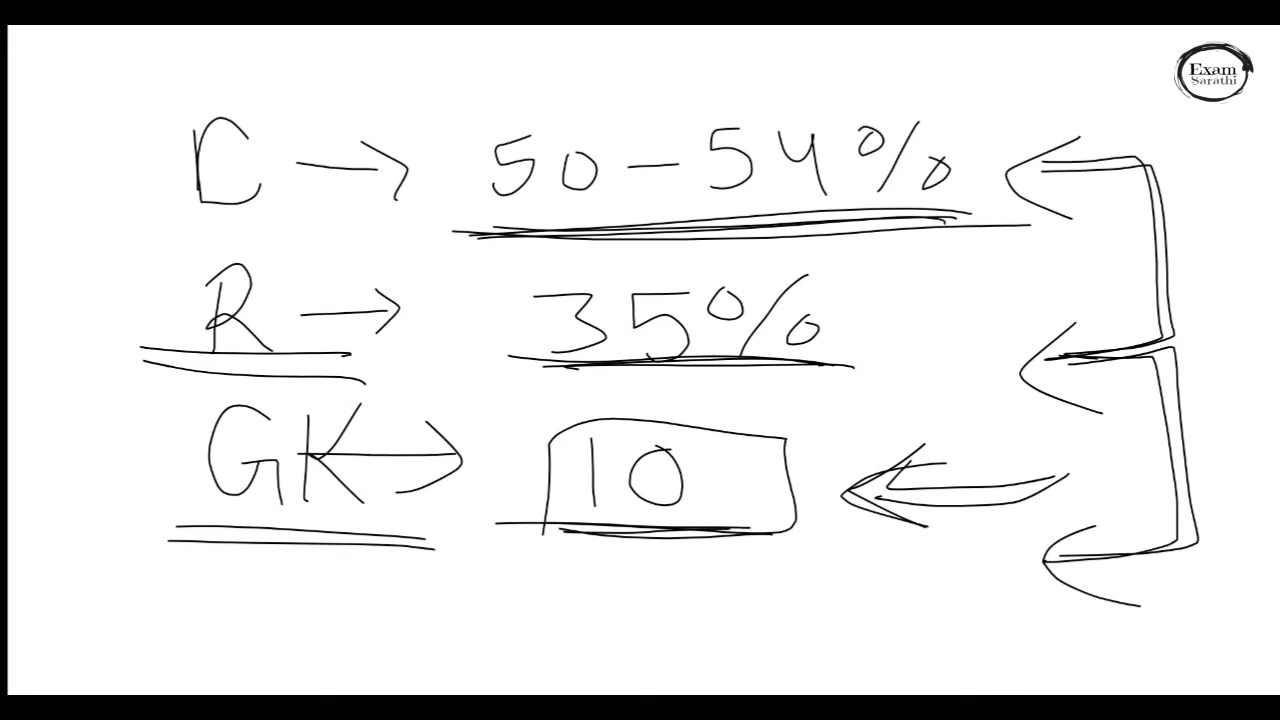 Exam
Sarathi
C → 50 - 54%
R → 35%
GK → 10